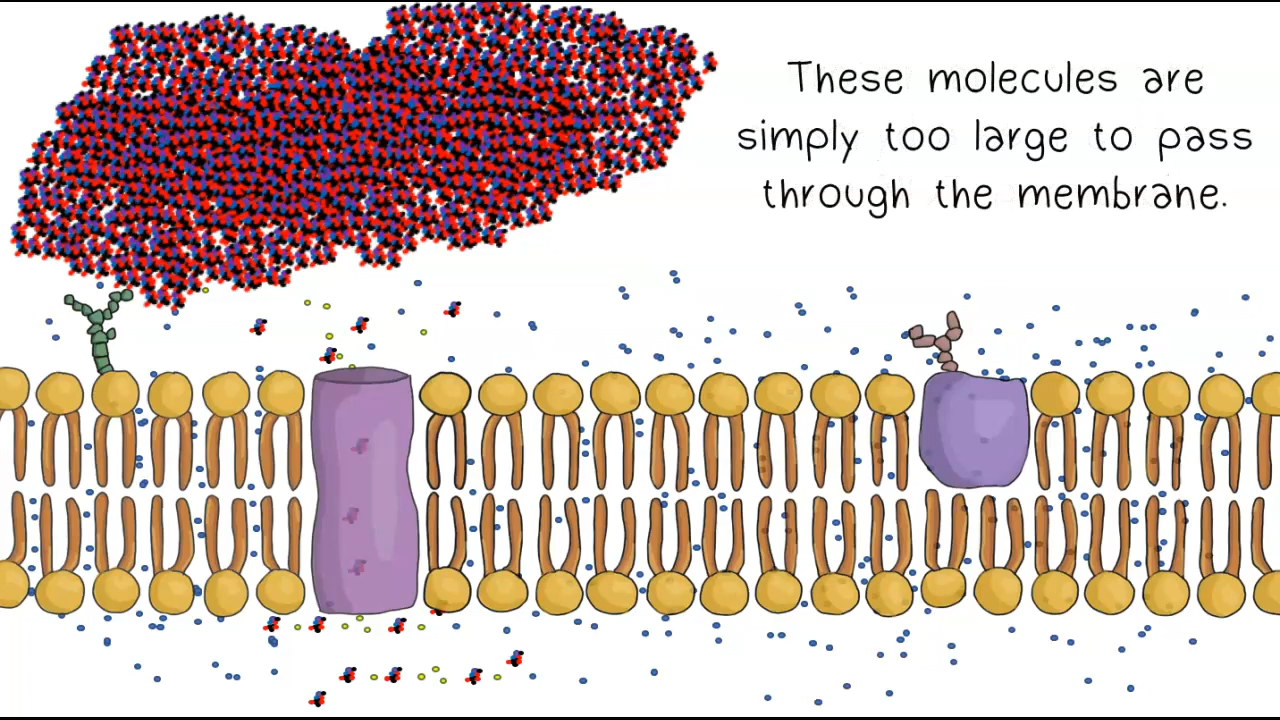 These molecules are
simply too large to pass
through the membrane.